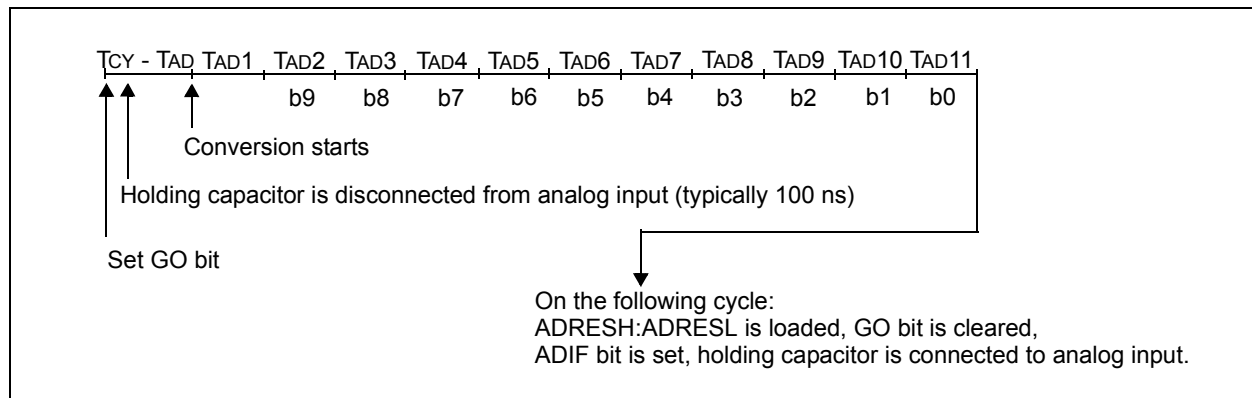 TCY - TAD TAD1 TAD2 TAD3 TAD4 TAD5 TAD6 TAD7 TAD8 TAD9 TAD10 TAD11
b9 b8 b7 b6 b5 b4 b3 b2 b1 b0
Conversion starts
Holding capacitor is disconnected from analog input (typically 100 ns)
Set GO bit
On the following cycle:
ADRESH:ADRESL is loaded, GO bit is cleared,
ADIF bit is set, holding capacitor is connected to analog input.